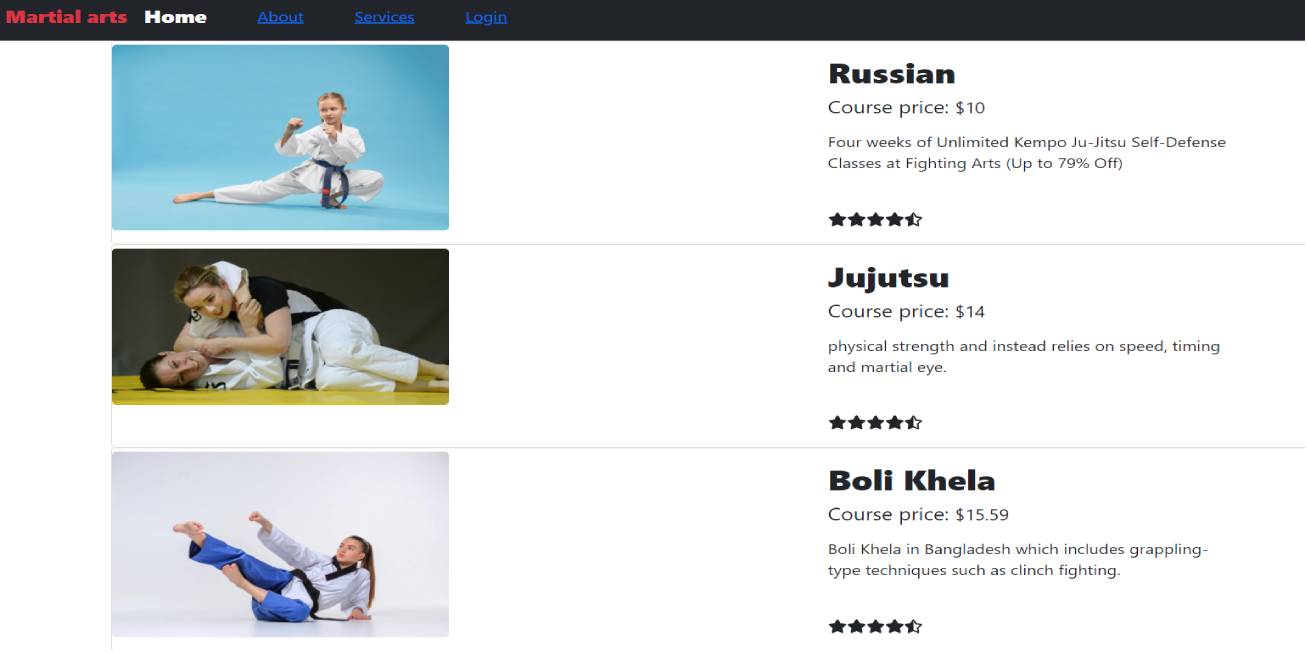 Martial arts Home About Services Login
Russian
Course price: $10
Four weeks of Unlimited Kempo Ju-Jitsu Self-Defense
Classes at Fighting Arts (Up to 79% Off)
Jujutsu
Course price: $14
physical strength and instead relies on speed, timing
and martial eye.
Boli Khela
Course price: $15.59
Boli Khela in Bangladesh which includes grappling-
type techniques such as clinch fighting.